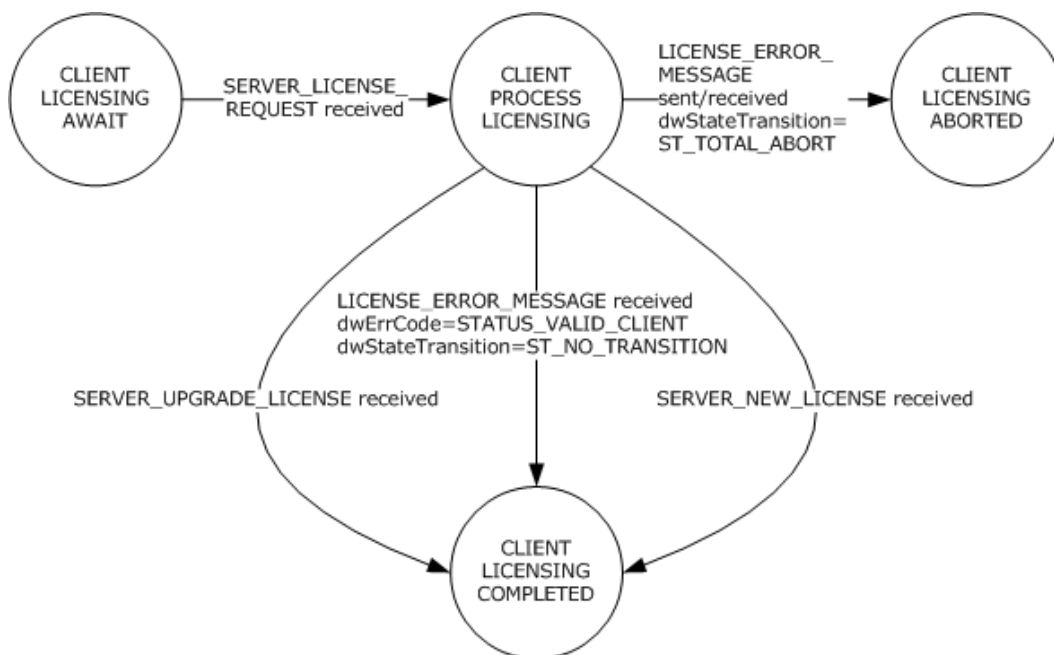 CLIENT
LICENSING
AWAIT
SERVER_LICENSE_
REQUEST received
CLIENT
PROCESS
LICENSING
LICENSE_ERROR_
MESSAGE
sent/received
dwStateTransition=
ST_TOTAL_ABORT
CLIENT
LICENSING
ABORTED
LICENSE_ERROR_MESSAGE received
dwErrCode=STATUS_VALID_CLIENT
dwStateTransition=ST_NO_TRANSITION
SERVER_UPGRADE_LICENSE received
SERVER_NEW_LICENSE received
CLIENT
LICENSING
COMPLETED